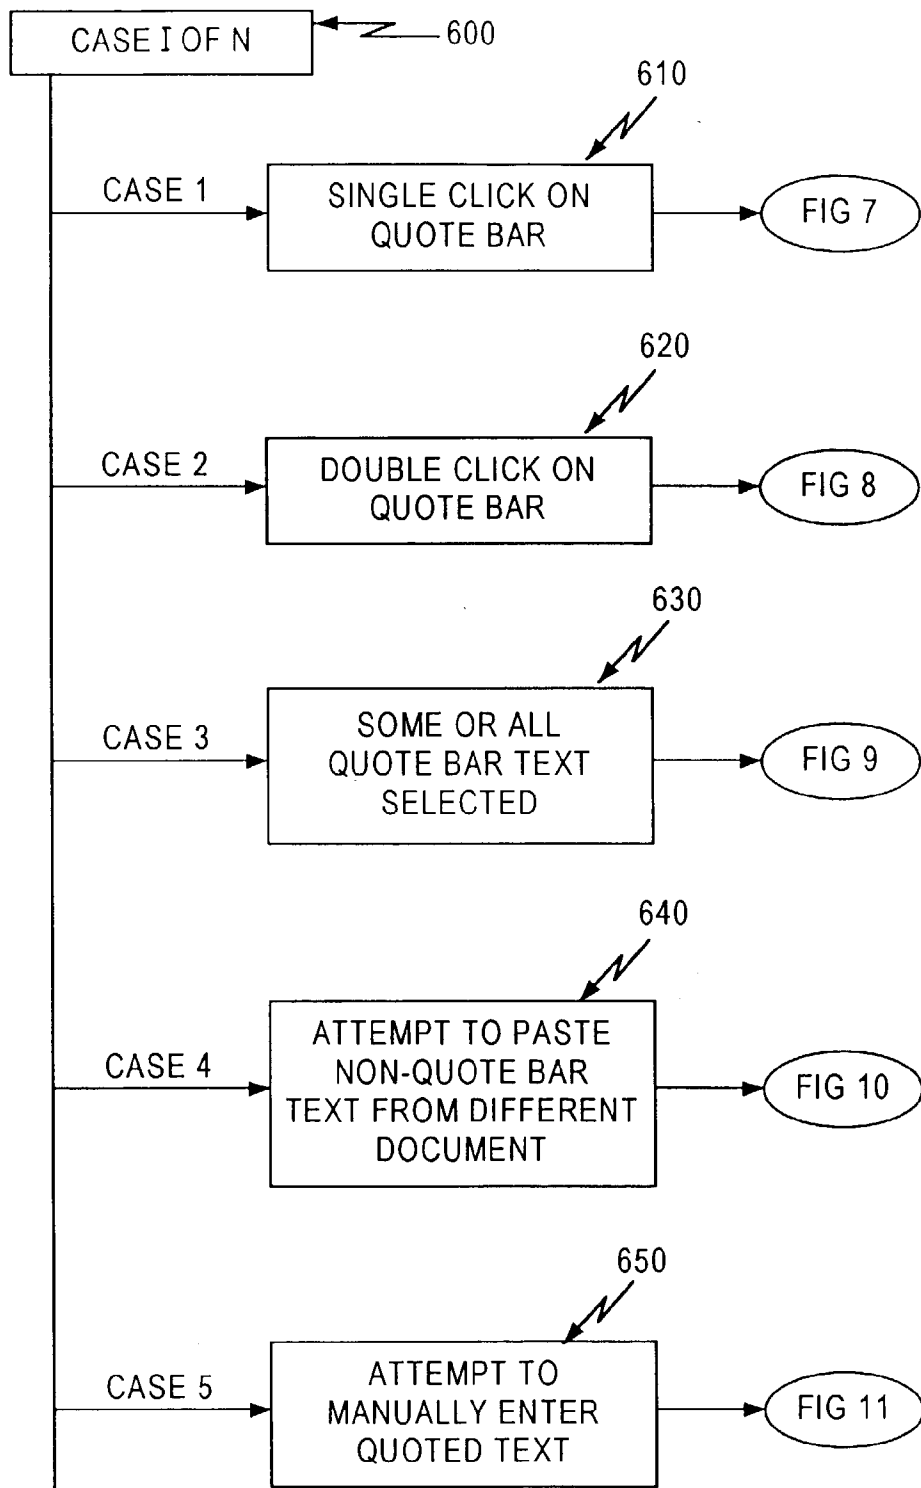 CASE I OF N
600
610
CASE 1
SINGLE CLICK ON
QUOTE BAR
FIG 7
620
CASE 2
DOUBLE CLICK ON
QUOTE BAR
FIG 8
630
CASE 3
SOME OR ALL
QUOTE BAR TEXT
SELECTED
FIG 9
640
CASE 4
ATTEMPT TO PASTE
NON-QUOTE BAR
TEXT FROM DIFFERENT
DOCUMENT
FIG 10
650
CASE 5
ATTEMPT TO
MANUALLY ENTER
QUOTED TEXT
FIG 11